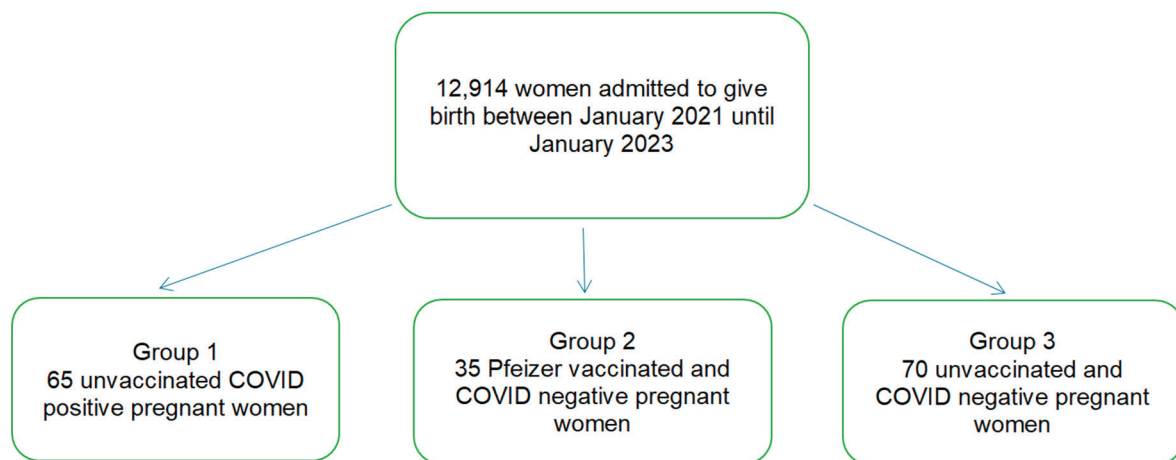 12,914 women admitted to give
birth between January 2021 until
January 2023
Group 1
65 unvaccinated COVID
positive pregnant women
Group 2
35 Pfeizer vaccinated and
COVID negative pregnant
women
Group 3
70 unvaccinated and
COVID negative pregnant
women